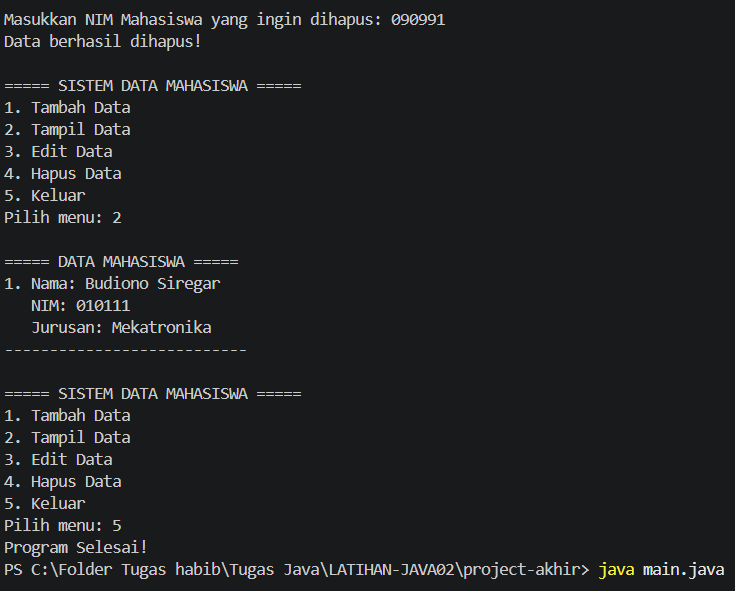 Masukkan NIM Mahasiswa yang ingin dihapus: 090991
Data berhasil dihapus!
===== SISTEM DATA MAHASISWA =====
1. Tambah Data
2. Tampil Data
3. Edit Data
4. Hapus Data
5. Keluar
Pilih menu: 2
===== DATA MAHASISWA =====
1. Nama: Budiono Siregar
   NIM: 010111
   Jurusan: Mekatronika
---------------------------
===== SISTEM DATA MAHASISWA =====
1. Tambah Data
2. Tampil Data
3. Edit Data
4. Hapus Data
5. Keluar
Pilih menu: 5
Program Selesai!
PS C:\Folder Tugas habib\Tugas Java\LATIHAN-JAVA02\project-akhir> java main.java